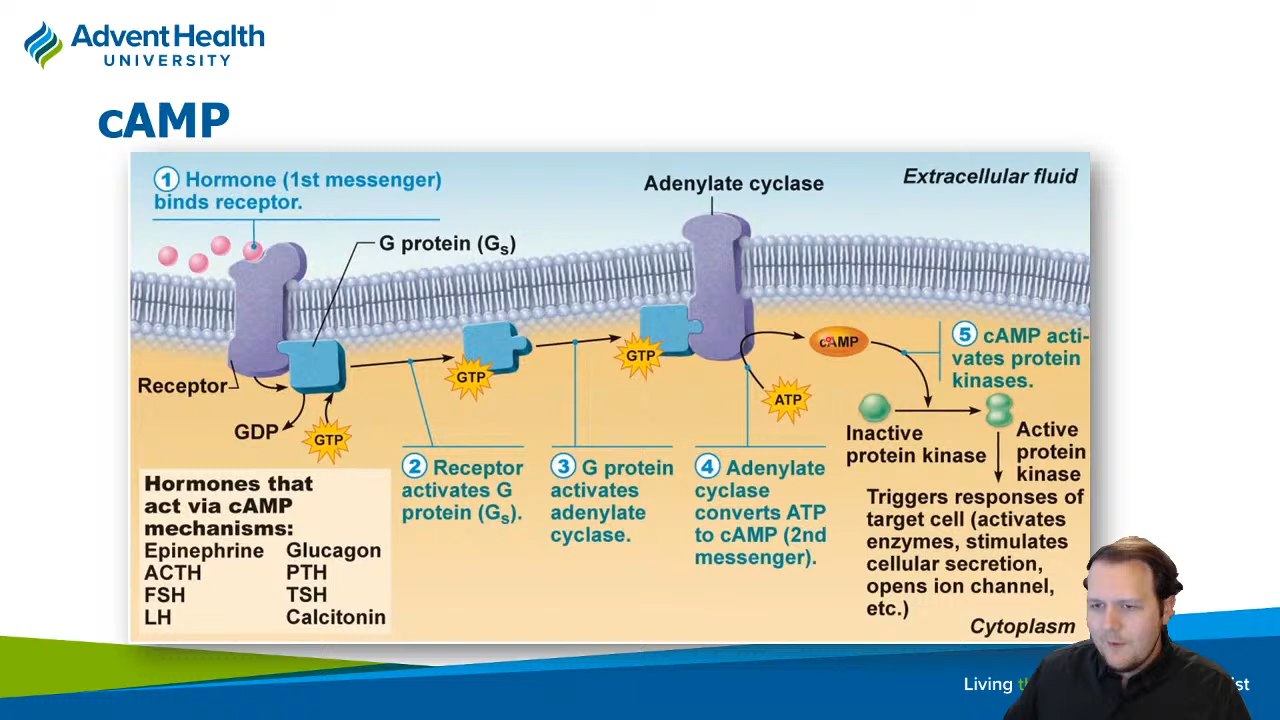 AdventHealth
UNIVERSITY
cAMP
1 Hormone (1st messenger)
binds receptor.
Adenylate cyclase
Extracellular fluid
G protein (Gs)
Receptor
GDP
GTP
GTP
GTP
ATP
cAMP
5 cAMP acti-
vates protein
kinases.
Inactive
protein kinase
Active
protein
kinase
2 Receptor
activates G
protein (Gs).
3 G protein
activates
adenylate
cyclase.
4 Adenylate
cyclase
converts ATP
to cAMP (2nd
messenger).
Triggers responses of
target cell (activates
enzymes, stimulates
cellular secretion,
opens ion channel,
etc.)
Cytoplasm
Hormones that
act via cAMP
mechanisms:
Epinephrine Glucagon
ACTH PTH
FSH TSH
LH Calcitonin
Living